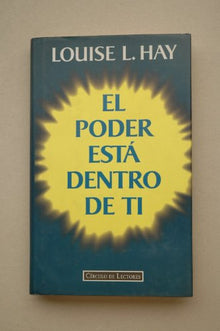 LOUISE L. HAY
EL
PODER
ESTÁ
DENTRO
DE TI
CÍRCULO DE LECTORES